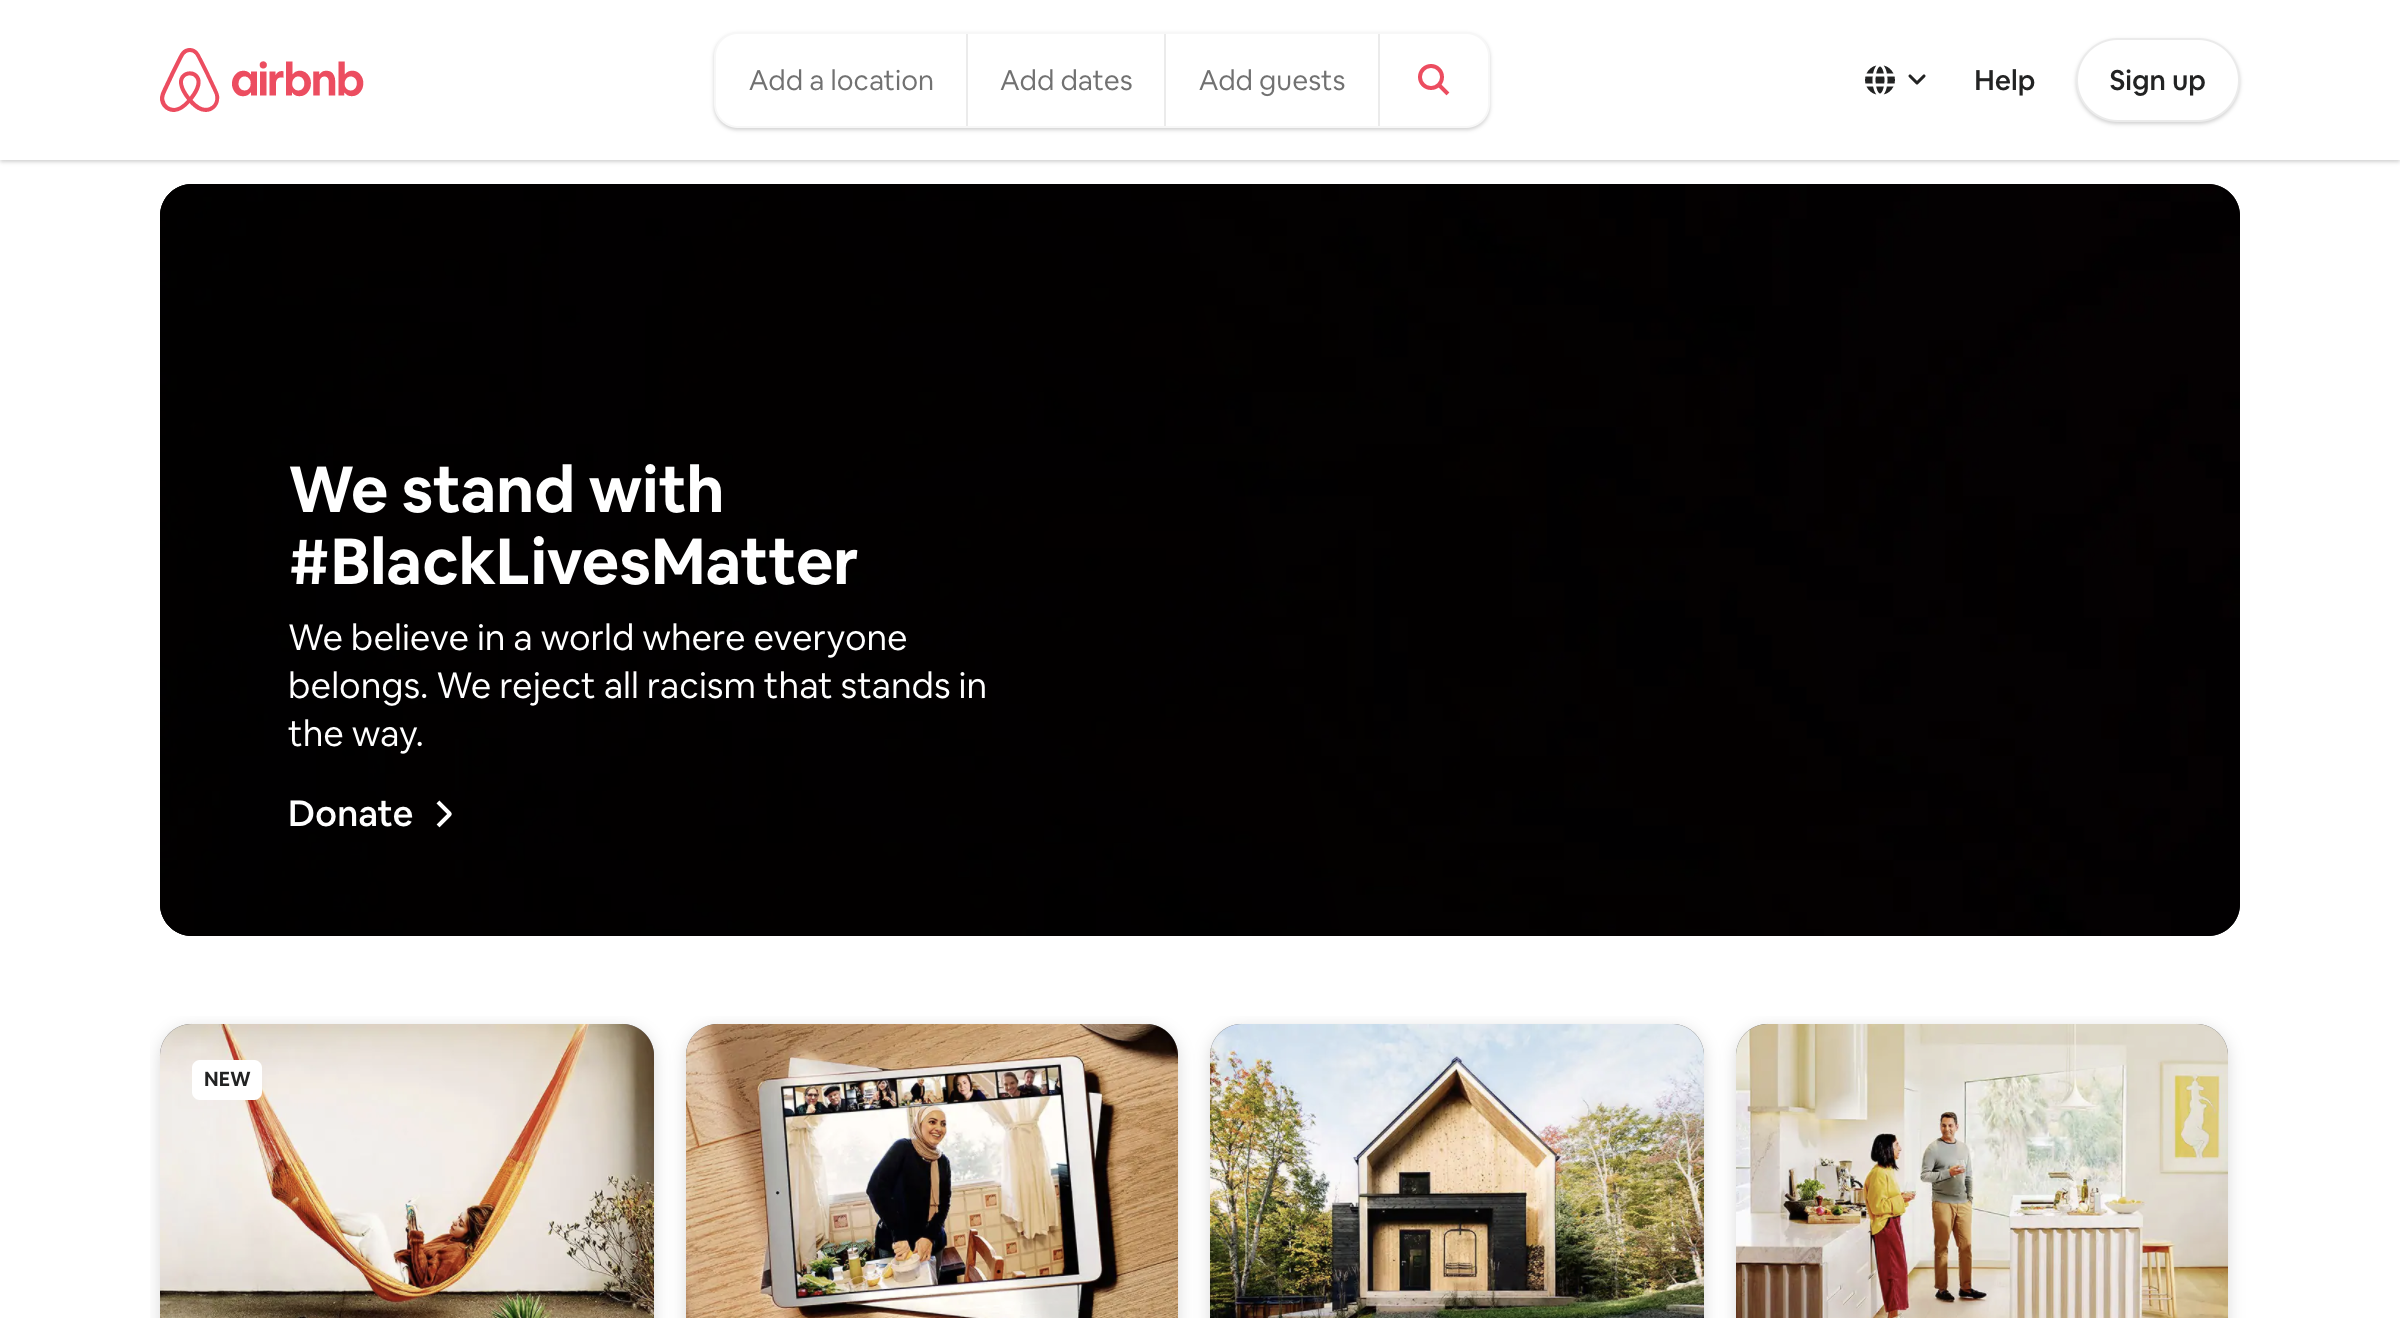 airbnb
Add a location
Add dates
Add guests
Help
Sign up
We stand with
#BlackLivesMatter
We believe in a world where everyone
belongs. We reject all racism that stands in
the way.
Donate
NEW